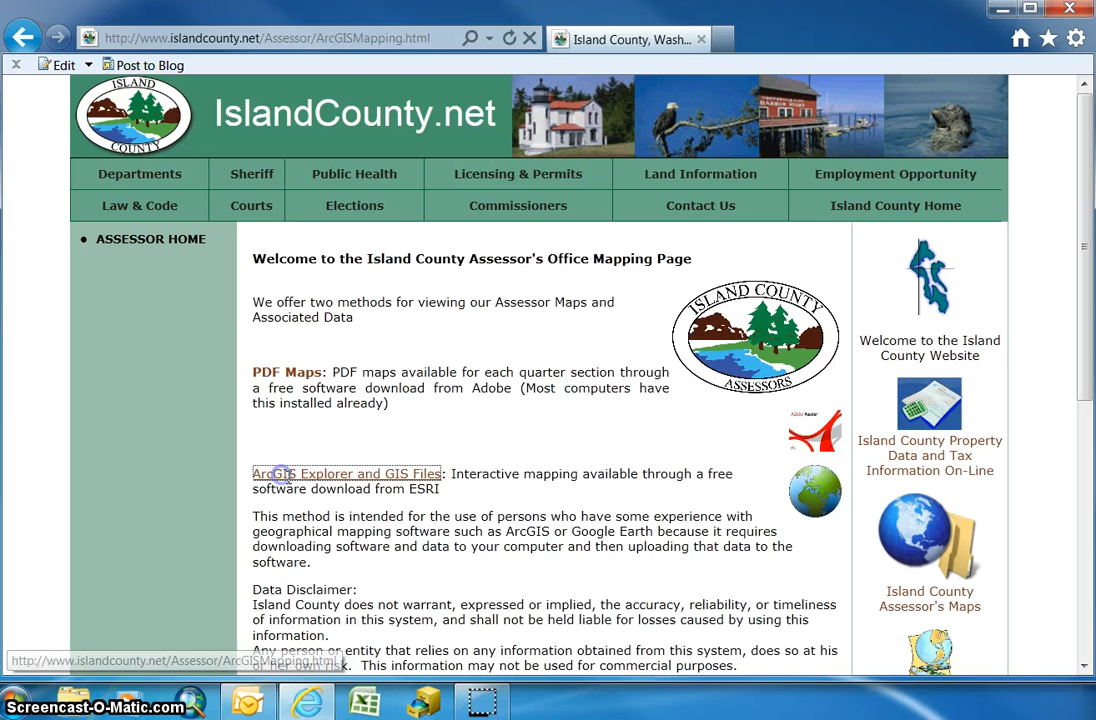 http://www.islandcounty.net/Assessor/ArcGISMapping.html
Island County, Wash...
x Edit Post to Blog
ISLAND COUNTY
IslandCounty.net
Departments Sheriff Public Health Licensing & Permits Land Information Employment Opportunity
Law & Code Courts Elections Commissioners Contact Us Island County Home
ASSESSOR HOME
Welcome to the Island County Assessor's Office Mapping Page
We offer two methods for viewing our Assessor Maps and
Associated Data
ISLAND COUNTY
ASSESSORS
PDF Maps: PDF maps available for each quarter section through
a free software download from Adobe (Most computers have
this installed already)
Adobe Reader
ArcGIS Explorer and GIS Files: Interactive mapping available through a free
software download from ESRI
This method is intended for the use of persons who have some experience with
geographical mapping software such as ArcGIS or Google Earth because it requires
downloading software and data to your computer and then uploading that data to the
software.
Data Disclaimer:
Island County does not warrant, expressed or implied, the accuracy, reliability, or timeliness
of information in this system, and shall not be held liable for losses caused by using this
information.
Any person or entity that relies on any information obtained from this system, does so at his
or her own risk. This information may not be used for commercial purposes.
Welcome to the Island
County Website
Island County Property
Data and Tax
Information On-Line
Island County
Assessor's Maps
http://www.islandcounty.net/Assessor/ArcGISMapping.html
Screencast-O-Matic.com